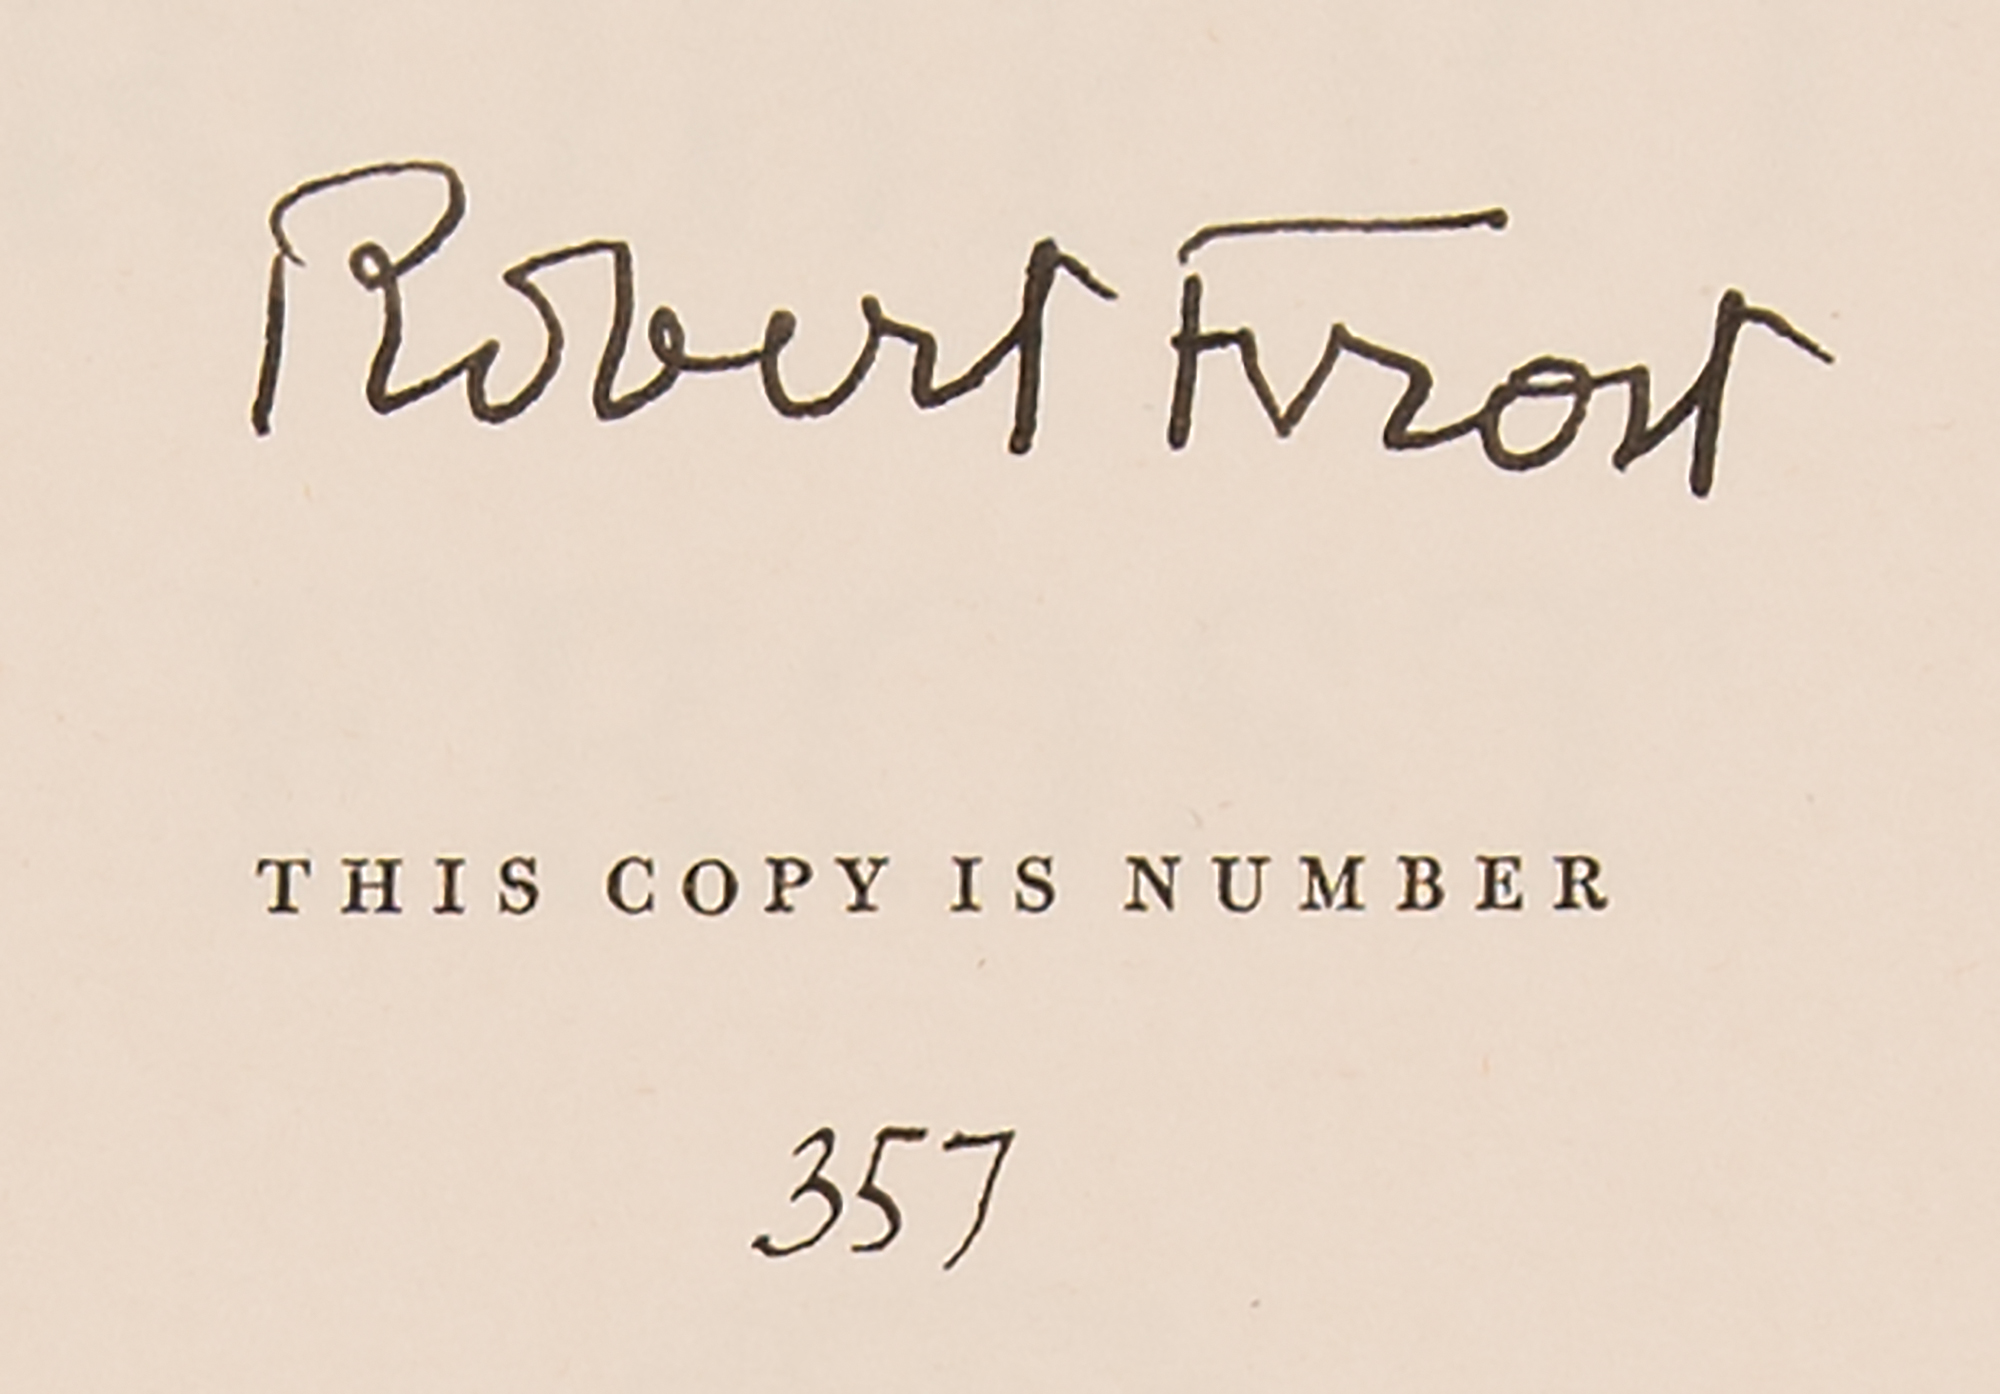 Robert Frost
THIS COPY IS NUMBER
357